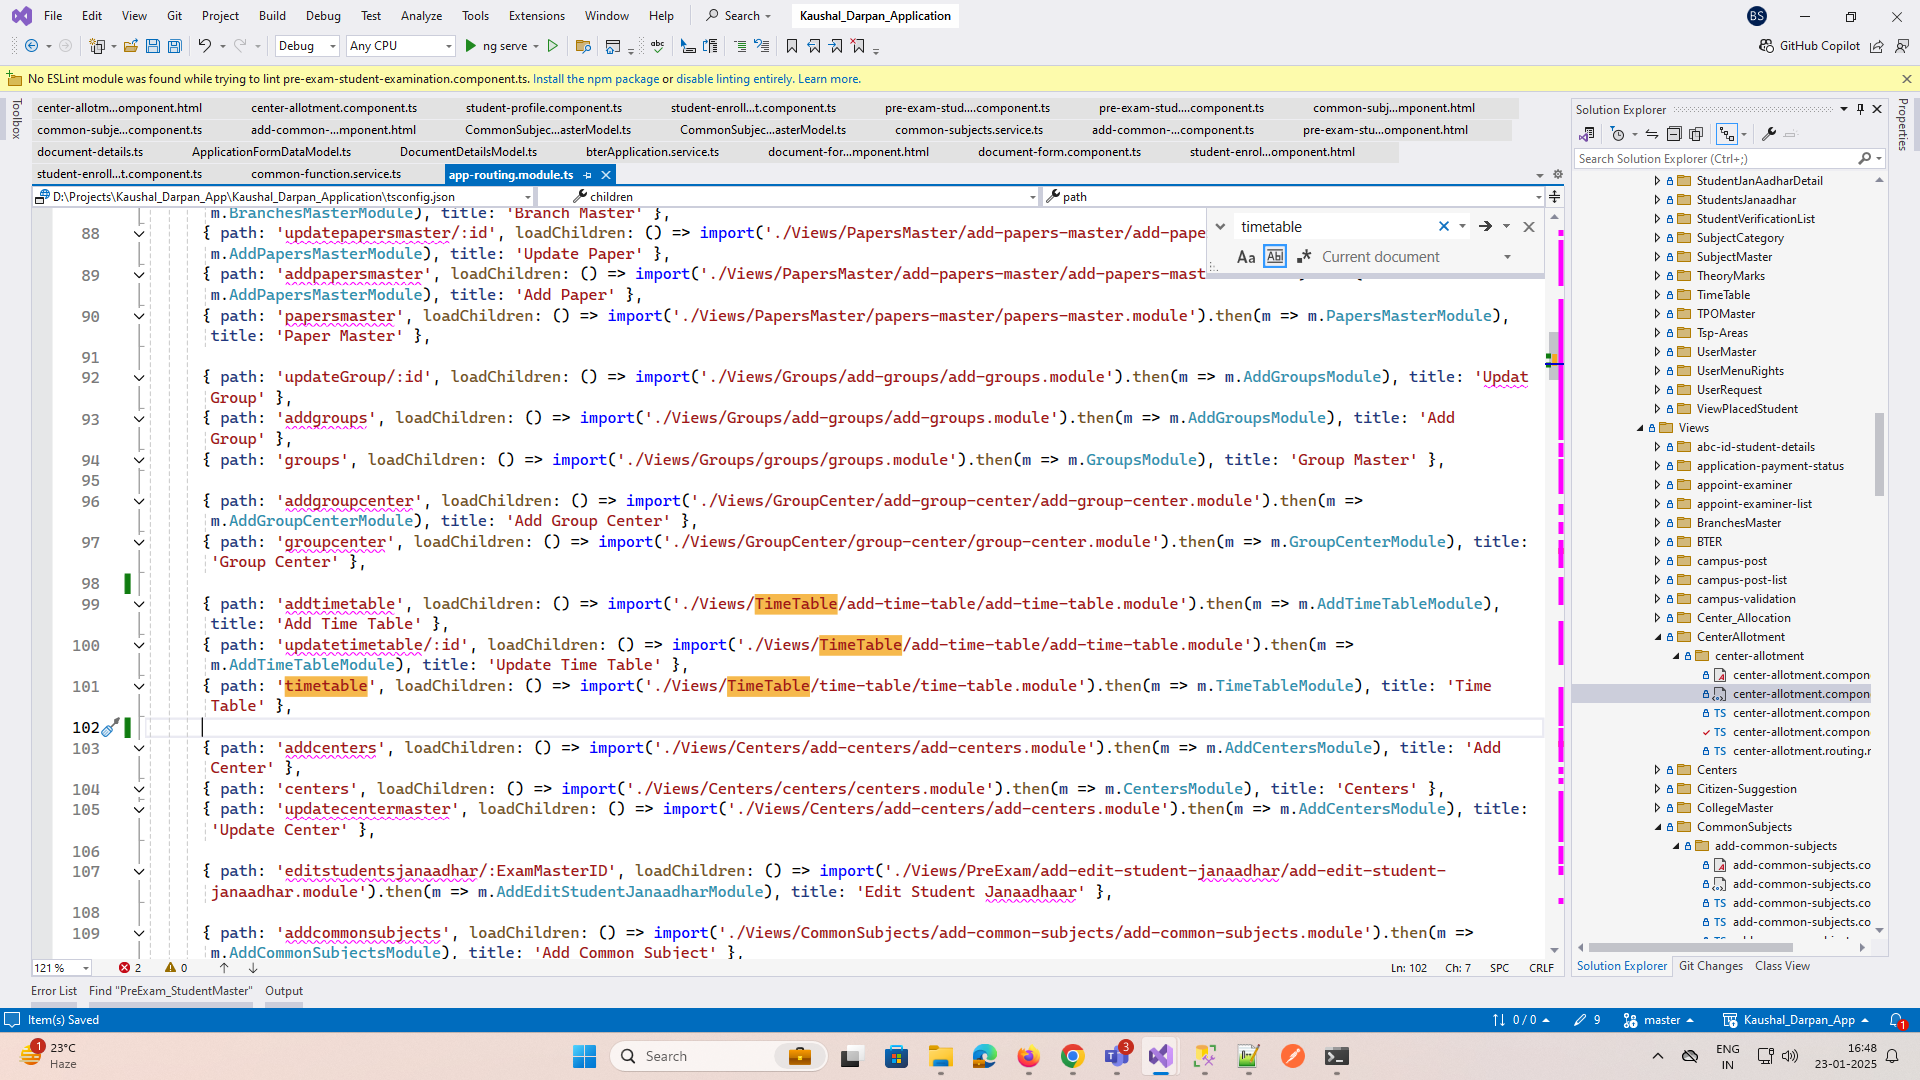 File Edit View Git Project Build Debug Test Analyze Tools Extensions Window Help Search Kaushal_Darpan_Application BS
Debug Any CPU ng serve GitHub Copilot
No ESLint module was found while trying to lint pre-exam-student-examination.component.ts. Install the npm package or disable linting entirely. Learn more.
Toolbox
center-allotm...omponent.html center-allotment.component.ts student-profile.component.ts student-enroll...t.component.ts pre-exam-stud....component.ts pre-exam-stud....component.ts common-subj...mponent.html
common-subje...component.ts add-common-...mponent.html CommonSubjec...asterModel.ts CommonSubjec...asterModel.ts common-subjects.service.ts add-common-...component.ts pre-exam-stu...omponent.html
document-details.ts ApplicationFormDataModel.ts DocumentDetailsModel.ts bterApplication.service.ts document-for...mponent.html document-form.component.ts student-enrol...omponent.html
student-enroll...t.component.ts common-function.service.ts app-routing.module.ts
D:\Projects\Kaushal_Darpan_App\Kaushal_Darpan_Application\tsconfig.json children path
m.BranchesMasterModule), title: 'Branch Master' },
88 { path: 'updatepapersmaster/:id', loadChildren: () => import('./Views/PapersMaster/add-papers-master/add-pape
m.AddPapersMasterModule), title: 'Update Paper' },
89 { path: 'addpapersmaster', loadChildren: () => import('./Views/PapersMaster/add-papers-master/add-papers-mast
m.AddPapersMasterModule), title: 'Add Paper' },
90 { path: 'papersmaster', loadChildren: () => import('./Views/PapersMaster/papers-master/papers-master.module').then(m => m.PapersMasterModule),
title: 'Paper Master' },
91
92 { path: 'updateGroup/:id', loadChildren: () => import('./Views/Groups/add-groups/add-groups.module').then(m => m.AddGroupsModule), title: 'Updat
Group' },
93 { path: 'addgroups', loadChildren: () => import('./Views/Groups/add-groups/add-groups.module').then(m => m.AddGroupsModule), title: 'Add
Group' },
94 { path: 'groups', loadChildren: () => import('./Views/Groups/groups/groups.module').then(m => m.GroupsModule), title: 'Group Master' },
95
96 { path: 'addgroupcenter', loadChildren: () => import('./Views/GroupCenter/add-group-center/add-group-center.module').then(m =>
m.AddGroupCenterModule), title: 'Add Group Center' },
97 { path: 'groupcenter', loadChildren: () => import('./Views/GroupCenter/group-center/group-center.module').then(m => m.GroupCenterModule), title:
'Group Center' },
98
99 { path: 'addtimetable', loadChildren: () => import('./Views/TimeTable/add-time-table/add-time-table.module').then(m => m.AddTimeTableModule),
title: 'Add Time Table' },
100 { path: 'updatetimetable/:id', loadChildren: () => import('./Views/TimeTable/add-time-table/add-time-table.module').then(m =>
m.AddTimeTableModule), title: 'Update Time Table' },
101 { path: 'timetable', loadChildren: () => import('./Views/TimeTable/time-table/time-table.module').then(m => m.TimeTableModule), title: 'Time
Table' },
102
103 { path: 'addcenters', loadChildren: () => import('./Views/Centers/add-centers/add-centers.module').then(m => m.AddCentersModule), title: 'Add
Center' },
104 { path: 'centers', loadChildren: () => import('./Views/Centers/centers/centers.module').then(m => m.CentersModule), title: 'Centers' },
105 { path: 'updatecentermaster', loadChildren: () => import('./Views/Centers/add-centers/add-centers.module').then(m => m.AddCentersModule), title:
'Update Center' },
106
107 { path: 'editstudentsjanaadhar/:ExamMasterID', loadChildren: () => import('./Views/PreExam/add-edit-student-janaadhar/add-edit-student-
janaadhar.module').then(m => m.AddEditStudentJanaadharModule), title: 'Edit Student Janaadhaar' },
108
109 { path: 'addcommonsubjects', loadChildren: () => import('./Views/CommonSubjects/add-common-subjects/add-common-subjects.module').then(m =>
m.AddCommonSubjectsModule), title: 'Add Common Subject' },
timetable
Aa Abl Current document
121 % 2 0 Ln: 102 Ch: 7 SPC CRLF
Error List Find "PreExam_StudentMaster" Output
Solution Explorer
Search Solution Explorer (Ctrl+;)
StudentJanAadharDetail
StudentsJanaadhar
StudentVerificationList
SubjectCategory
SubjectMaster
TheoryMarks
TimeTable
TPOMaster
Tsp-Areas
UserMaster
UserMenuRights
UserRequest
ViewPlacedStudent
Views
abc-id-student-details
application-payment-status
appoint-examiner
appoint-examiner-list
BranchesMaster
BTER
campus-post
campus-post-list
campus-validation
Center_Allocation
CenterAllotment
center-allotment
center-allotment.compon
center-allotment.compon
TS center-allotment.compon
TS center-allotment.compon
TS center-allotment.routing.r
Centers
Citizen-Suggestion
CollegeMaster
CommonSubjects
add-common-subjects
add-common-subjects.co
add-common-subjects.co
TS add-common-subjects.co
TS add-common-subjects.co
Solution Explorer Git Changes Class View
Properties
Item(s) Saved 0 / 0 9 master Kaushal_Darpan_App 1
1 23°C
Haze
Search
3
ENG
IN
16:48
23-01-2025